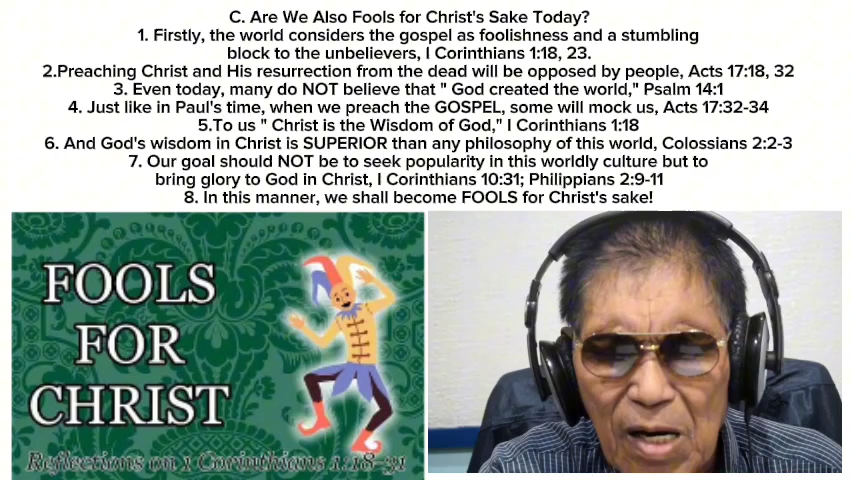 C. Are We Also Fools for Christ's Sake Today?
1. Firstly, the world considers the gospel as foolishness and a stumbling
block to the unbelievers, I Corinthians 1:18, 23.
2.Preaching Christ and His resurrection from the dead will be opposed by people, Acts 17:18, 32
3. Even today, many do NOT believe that " God created the world," Psalm 14:1
4. Just like in Paul's time, when we preach the GOSPEL, some will mock us, Acts 17:32-34
5.To us " Christ is the Wisdom of God," I Corinthians 1:18
6. And God's wisdom in Christ is SUPERIOR than any philosophy of this world, Colossians 2:2-3
7. Our goal should NOT be to seek popularity in this worldly culture but to
bring glory to God in Christ, I Corinthians 10:31; Philippians 2:9-11
8. In this manner, we shall become FOOLS for Christ's sake!
FOOLS
FOR
CHRIST
Reflections on 1 Corinthians 1:18-31